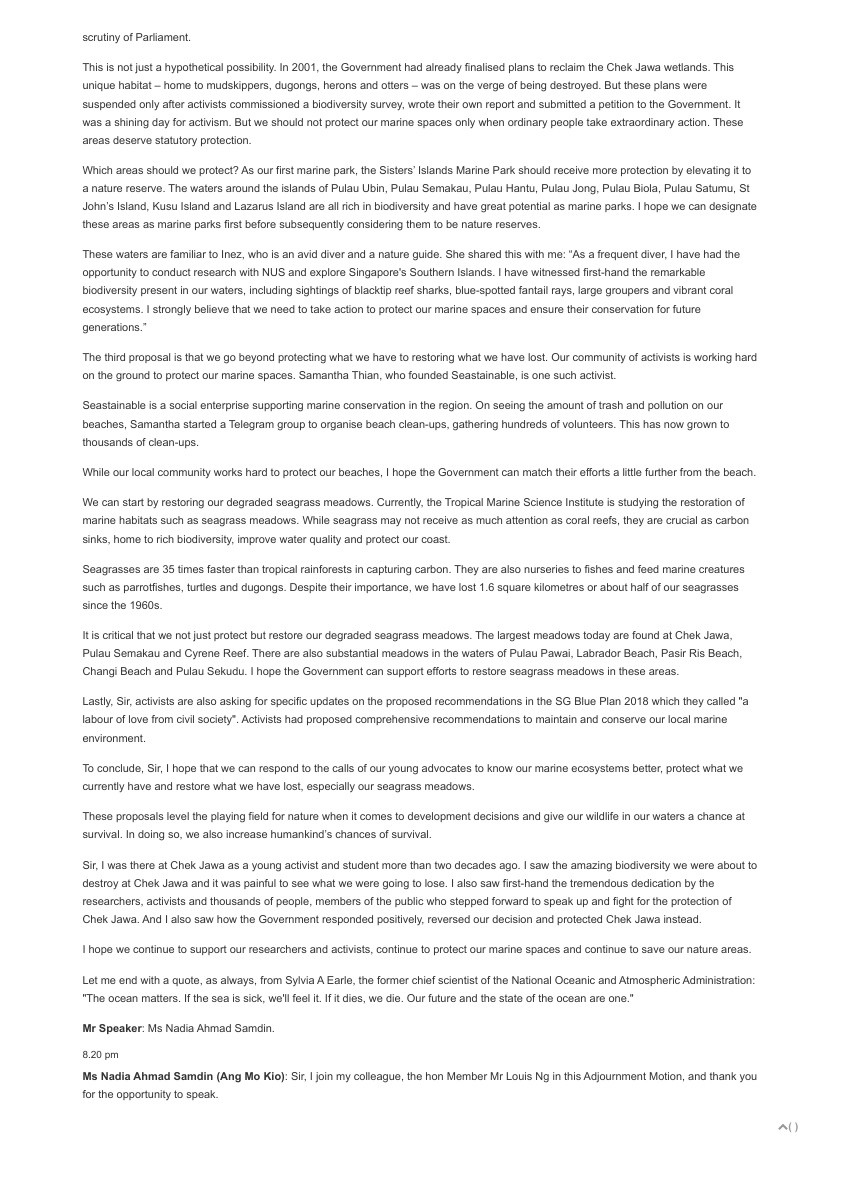 scrutiny of Parliament.
This is not just a hypothetical possibility. In 2001, the Government had already finalised plans to reclaim the Chek Jawa wetlands. This
unique habitat – home to mudskippers, dugongs, herons and otters – was on the verge of being destroyed. But these plans were
suspended only after activists commissioned a biodiversity survey, wrote their own report and submitted a petition to the Government. It
was a shining day for activism. But we should not protect our marine spaces only when ordinary people take extraordinary action. These
areas deserve statutory protection.
Which areas should we protect? As our first marine park, the Sisters’ Islands Marine Park should receive more protection by elevating it to
a nature reserve. The waters around the islands of Pulau Ubin, Pulau Semakau, Pulau Hantu, Pulau Jong, Pulau Biola, Pulau Satumu, St
John’s Island, Kusu Island and Lazarus Island are all rich in biodiversity and have great potential as marine parks. I hope we can designate
these areas as marine parks first before subsequently considering them to be nature reserves.
These waters are familiar to Inez, who is an avid diver and a nature guide. She shared this with me: “As a frequent diver, I have had the
opportunity to conduct research with NUS and explore Singapore's Southern Islands. I have witnessed first-hand the remarkable
biodiversity present in our waters, including sightings of blacktip reef sharks, blue-spotted fantail rays, large groupers and vibrant coral
ecosystems. I strongly believe that we need to take action to protect our marine spaces and ensure their conservation for future
generations.”
The third proposal is that we go beyond protecting what we have to restoring what we have lost. Our community of activists is working hard
on the ground to protect our marine spaces. Samantha Thian, who founded Seastainable, is one such activist.
Seastainable is a social enterprise supporting marine conservation in the region. On seeing the amount of trash and pollution on our
beaches, Samantha started a Telegram group to organise beach clean-ups, gathering hundreds of volunteers. This has now grown to
thousands of clean-ups.
While our local community works hard to protect our beaches, I hope the Government can match their efforts a little further from the beach.
We can start by restoring our degraded seagrass meadows. Currently, the Tropical Marine Science Institute is studying the restoration of
marine habitats such as seagrass meadows. While seagrass may not receive as much attention as coral reefs, they are crucial as carbon
sinks, home to rich biodiversity, improve water quality and protect our coast.
Seagrasses are 35 times faster than tropical rainforests in capturing carbon. They are also nurseries to fishes and feed marine creatures
such as parrotfishes, turtles and dugongs. Despite their importance, we have lost 1.6 square kilometres or about half of our seagrasses
since the 1960s.
It is critical that we not just protect but restore our degraded seagrass meadows. The largest meadows today are found at Chek Jawa,
Pulau Semakau and Cyrene Reef. There are also substantial meadows in the waters of Pulau Pawai, Labrador Beach, Pasir Ris Beach,
Changi Beach and Pulau Sekudu. I hope the Government can support efforts to restore seagrass meadows in these areas.
Lastly, Sir, activists are also asking for specific updates on the proposed recommendations in the SG Blue Plan 2018 which they called "a
labour of love from civil society". Activists had proposed comprehensive recommendations to maintain and conserve our local marine
environment.
To conclude, Sir, I hope that we can respond to the calls of our young advocates to know our marine ecosystems better, protect what we
currently have and restore what we have lost, especially our seagrass meadows.
These proposals level the playing field for nature when it comes to development decisions and give our wildlife in our waters a chance at
survival. In doing so, we also increase humankind’s chances of survival.
Sir, I was there at Chek Jawa as a young activist and student more than two decades ago. I saw the amazing biodiversity we were about to
destroy at Chek Jawa and it was painful to see what we were going to lose. I also saw first-hand the tremendous dedication by the
researchers, activists and thousands of people, members of the public who stepped forward to speak up and fight for the protection of
Chek Jawa. And I also saw how the Government responded positively, reversed our decision and protected Chek Jawa instead.
I hope we continue to support our researchers and activists, continue to protect our marine spaces and continue to save our nature areas.
Let me end with a quote, as always, from Sylvia A Earle, the former chief scientist of the National Oceanic and Atmospheric Administration:
"The ocean matters. If the sea is sick, we'll feel it. If it dies, we die. Our future and the state of the ocean are one."
Mr Speaker: Ms Nadia Ahmad Samdin.
8.20 pm
Ms Nadia Ahmad Samdin (Ang Mo Kio): Sir, I join my colleague, the hon Member Mr Louis Ng in this Adjournment Motion, and thank you
for the opportunity to speak.
( )